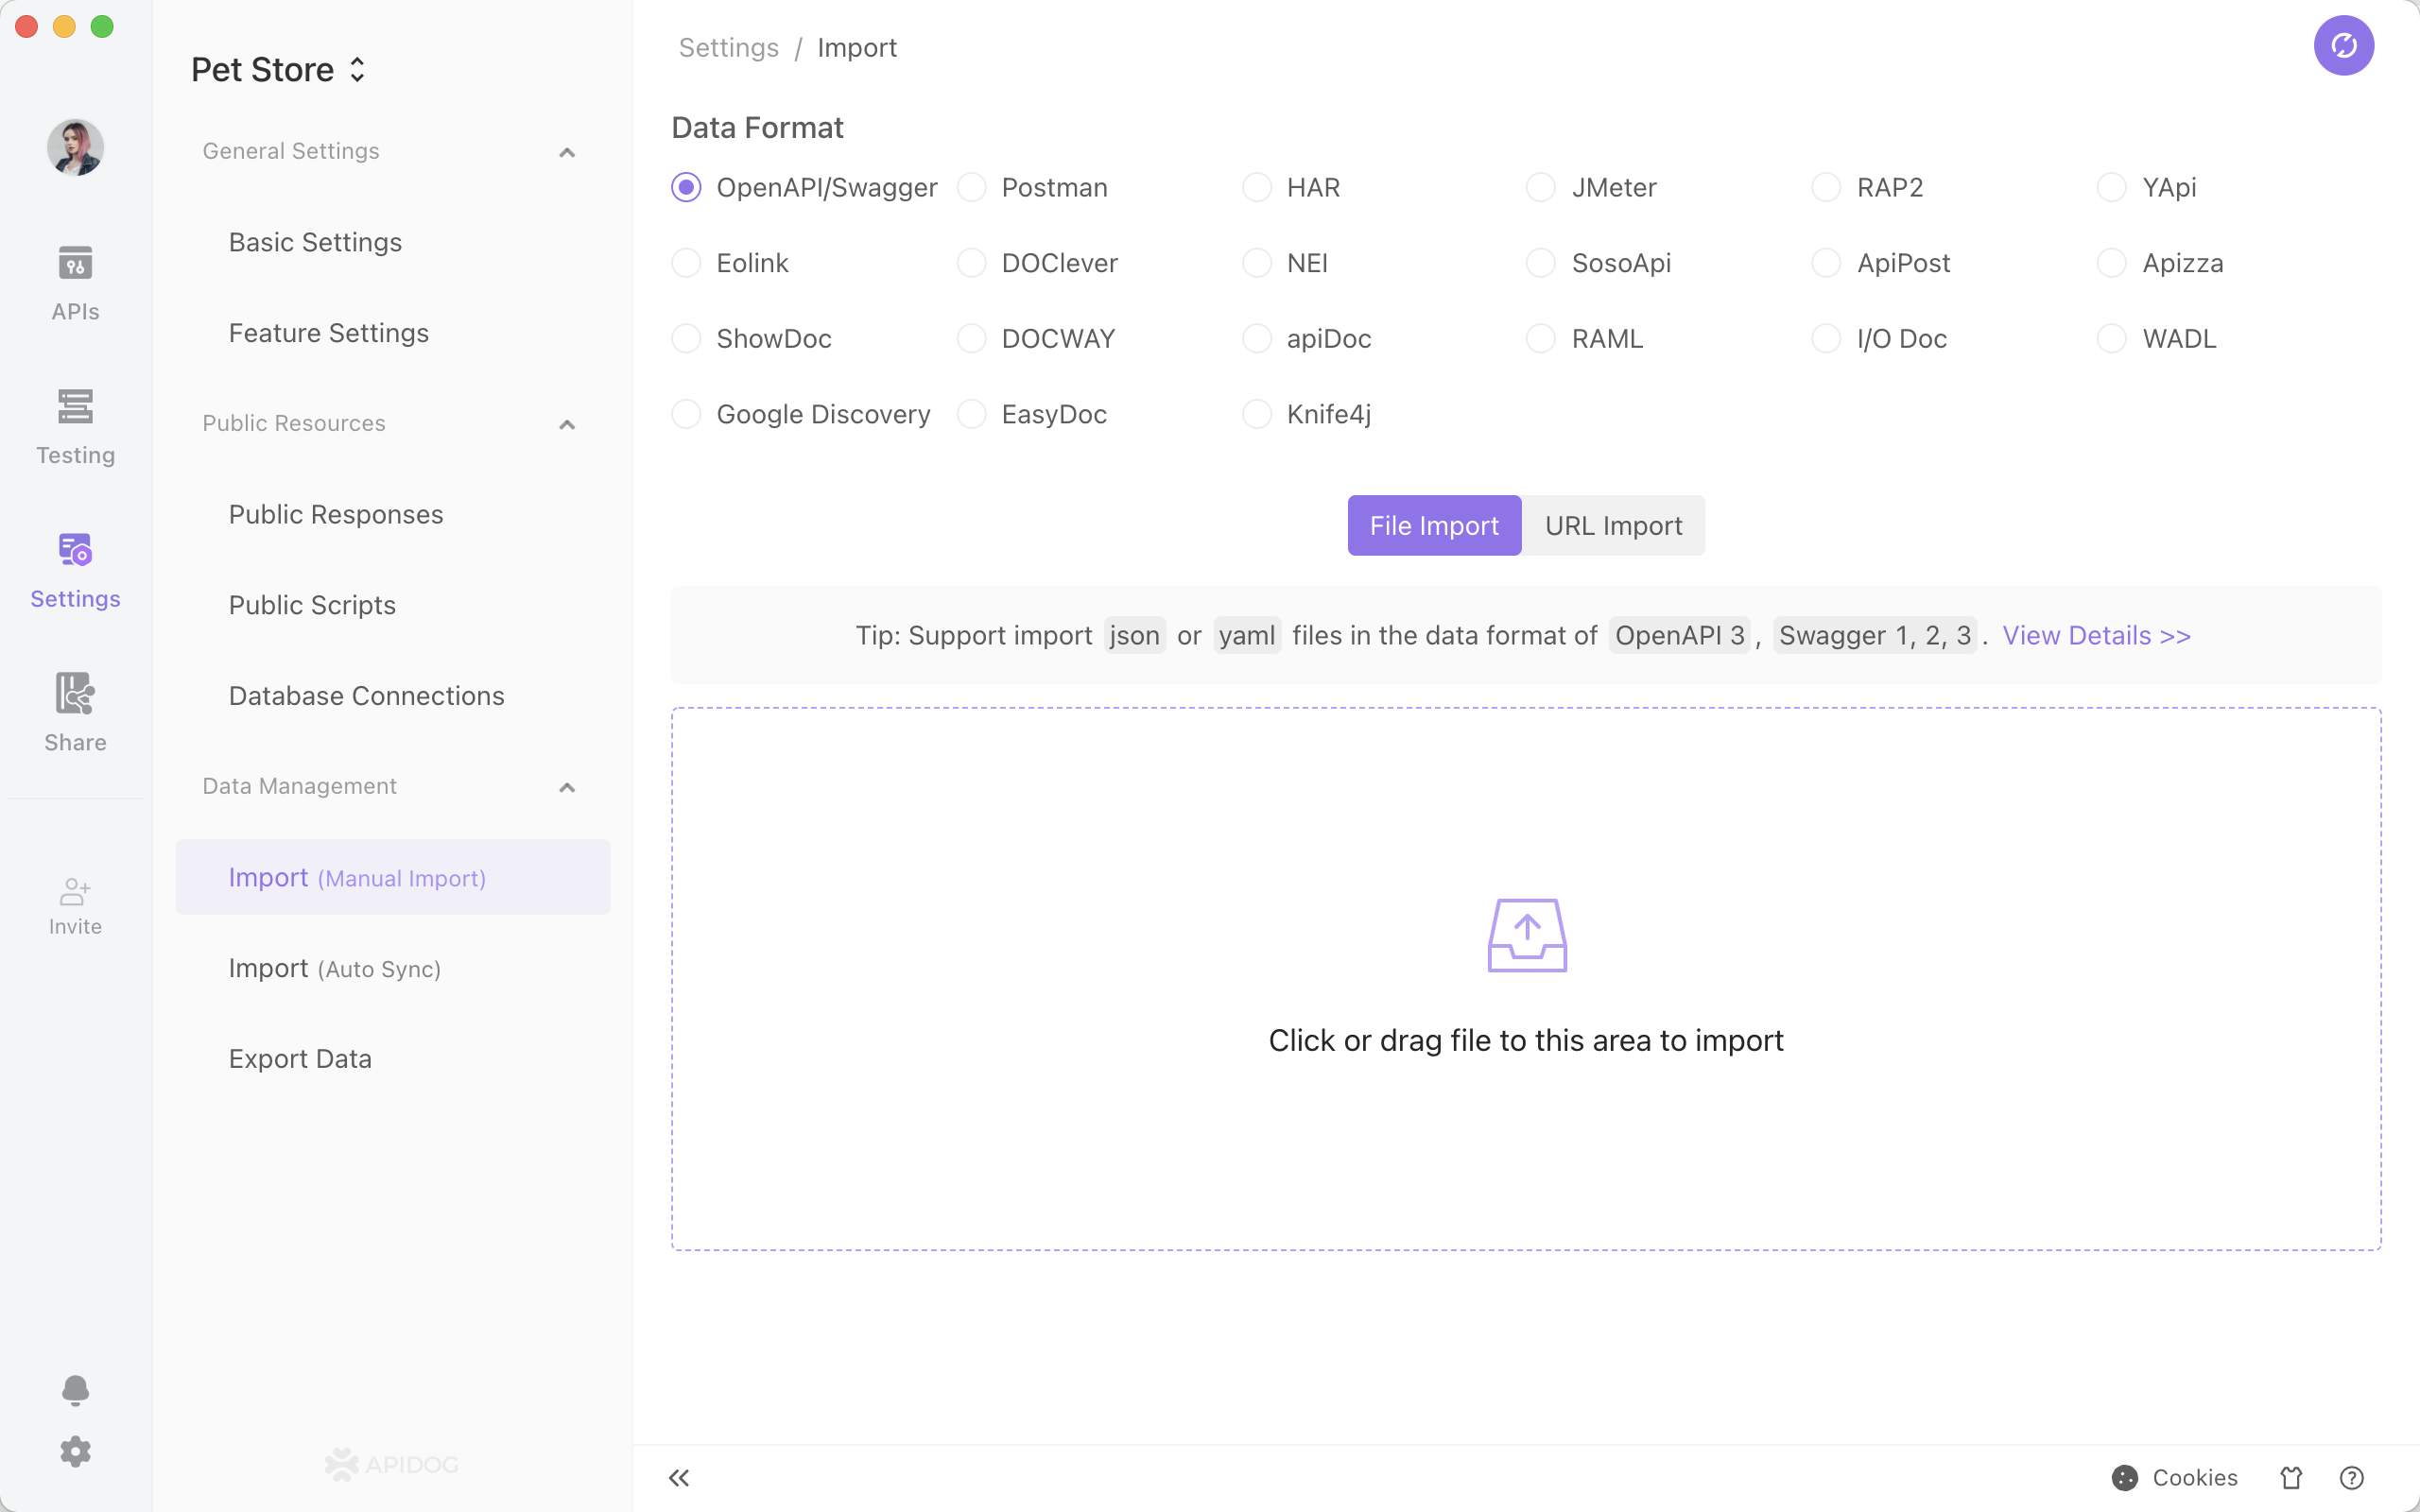 APIs
Testing
Settings
Share
Invite
Pet Store
General Settings
Basic Settings
Feature Settings
Public Resources
Public Responses
Public Scripts
Database Connections
Data Management
Import (Manual Import)
Import (Auto Sync)
Export Data
APIDOG
Settings / Import
Data Format
OpenAPI/Swagger Postman HAR JMeter RAP2 YApi
Eolink DOClever NEI SosoApi ApiPost Apizza
ShowDoc DOCWAY apiDoc RAML I/O Doc WADL
Google Discovery EasyDoc Knife4j
File Import URL Import
Tip: Support import json or yaml files in the data format of OpenAPI 3 , Swagger 1, 2, 3 . View Details >>
Click or drag file to this area to import
Cookies